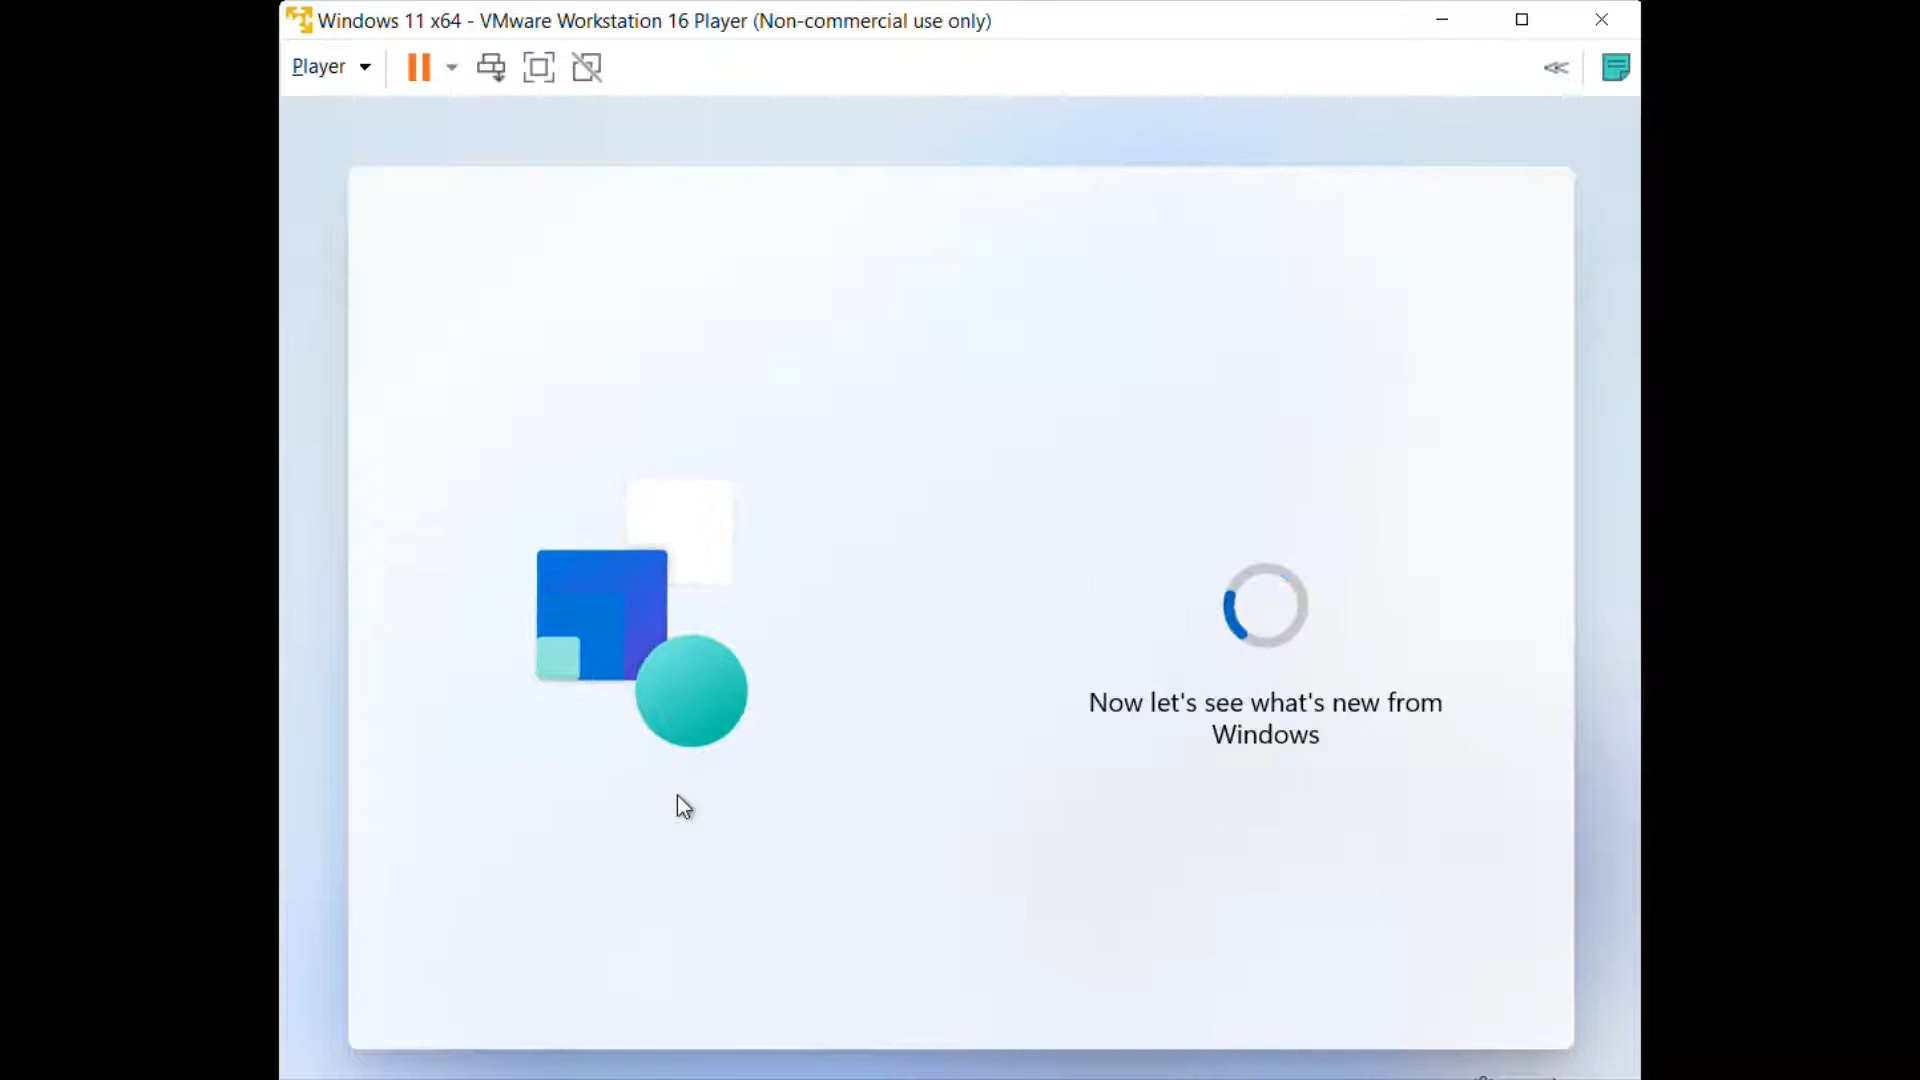 Windows 11 x64 - VMware Workstation 16 Player (Non-commercial use only)
Player
Now let's see what's new from
Windows